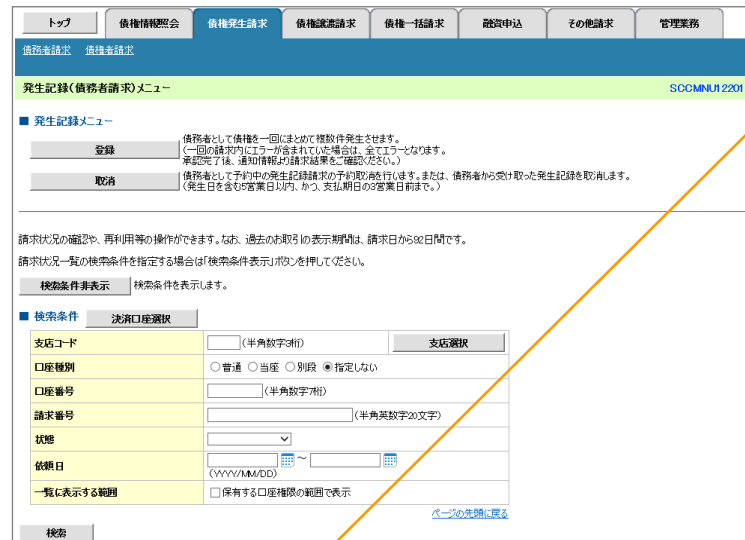 トップ 債権情報照会 債権発生請求 債権譲渡請求 債権一括請求 融資申込 その他請求 管理業務
債務者請求 債権者請求
発生記録(債務者請求)メニュー SCCMNU12201
■ 発生記録メニュー
登録 債務者として債権を一回にまとめて複数件発生させます。
(一回の請求内にエラーが含まれていた場合は、全てエラーとなります。
承認完了後、通知情報より請求結果をご確認ください。)
取消 債務者として予約中の発生記録請求の予約取消を行います。または、債務者から受け取った発生記録を取消します。
(発生日を含む5営業日以内、かつ、支払期日の3営業日前まで。)
請求状況の確認や、再利用等の操作ができます。なお、過去のお取引の表示期間は、請求日から92日間です。
請求状況一覧の検索条件を指定する場合は「検索条件表示」ボタンを押してください。
検索条件非表示 検索条件を表示します。
■ 検索条件 決済口座選択
支店コード (半角数字3桁) 支店選択
口座種別 普通 当座 別段 指定しない
口座番号 (半角数字7桁)
請求番号 (半角英数字20文字)
状態
依頼日 ～
(YYYY/MM/DD)
一覧に表示する範囲 保有する口座権限の範囲で表示
ページの先頭に戻る
検索